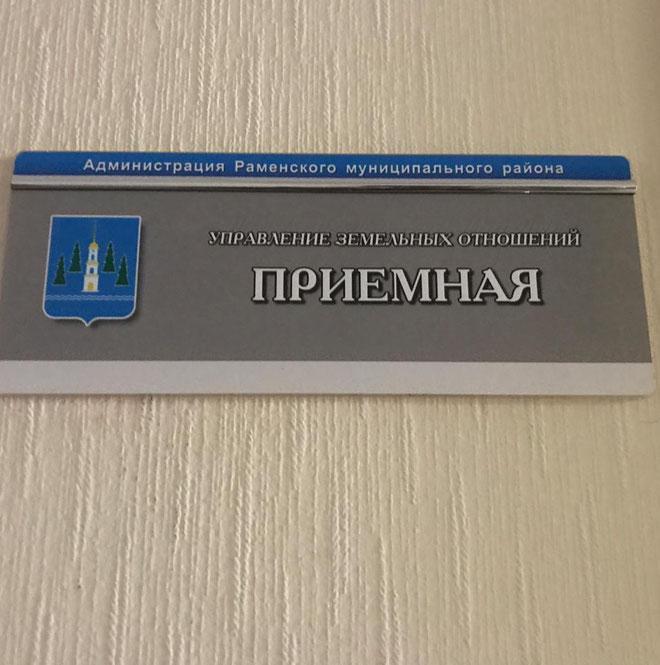 Администрация Раменского муниципального района
УПРАВЛЕНИЕ ЗЕМЕЛЬНЫХ ОТНОШЕНИЙ
ПРИЕМНАЯ